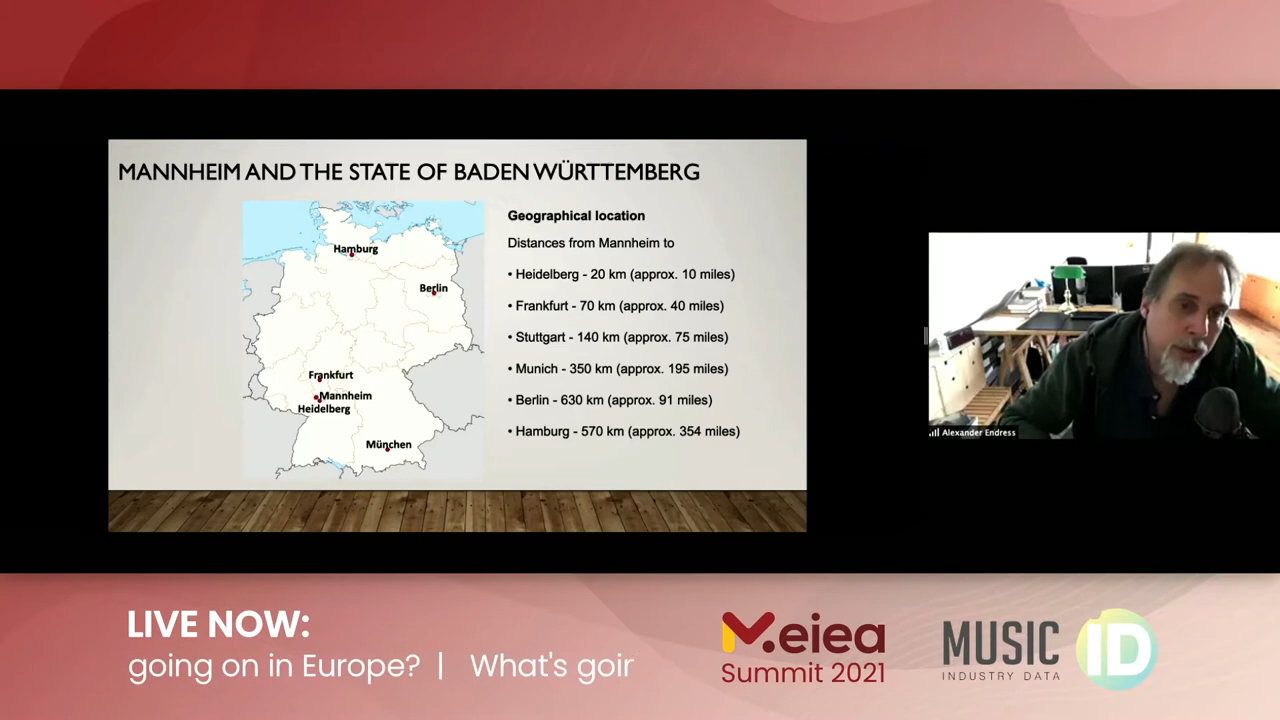 MANNHEIM AND THE STATE OF BADEN WÜRTTEMBERG
Hamburg
Berlin
Frankfurt
Mannheim
Heidelberg
München
Geographical location
Distances from Mannheim to
• Heidelberg - 20 km (approx. 10 miles)
• Frankfurt - 70 km (approx. 40 miles)
• Stuttgart - 140 km (approx. 75 miles)
• Munich - 350 km (approx. 195 miles)
• Berlin - 630 km (approx. 91 miles)
• Hamburg - 570 km (approx. 354 miles)
Alexander Endress
LIVE NOW:
going on in Europe? | What's goir
meiea
Summit 2021
MUSIC ID
INDUSTRY DATA